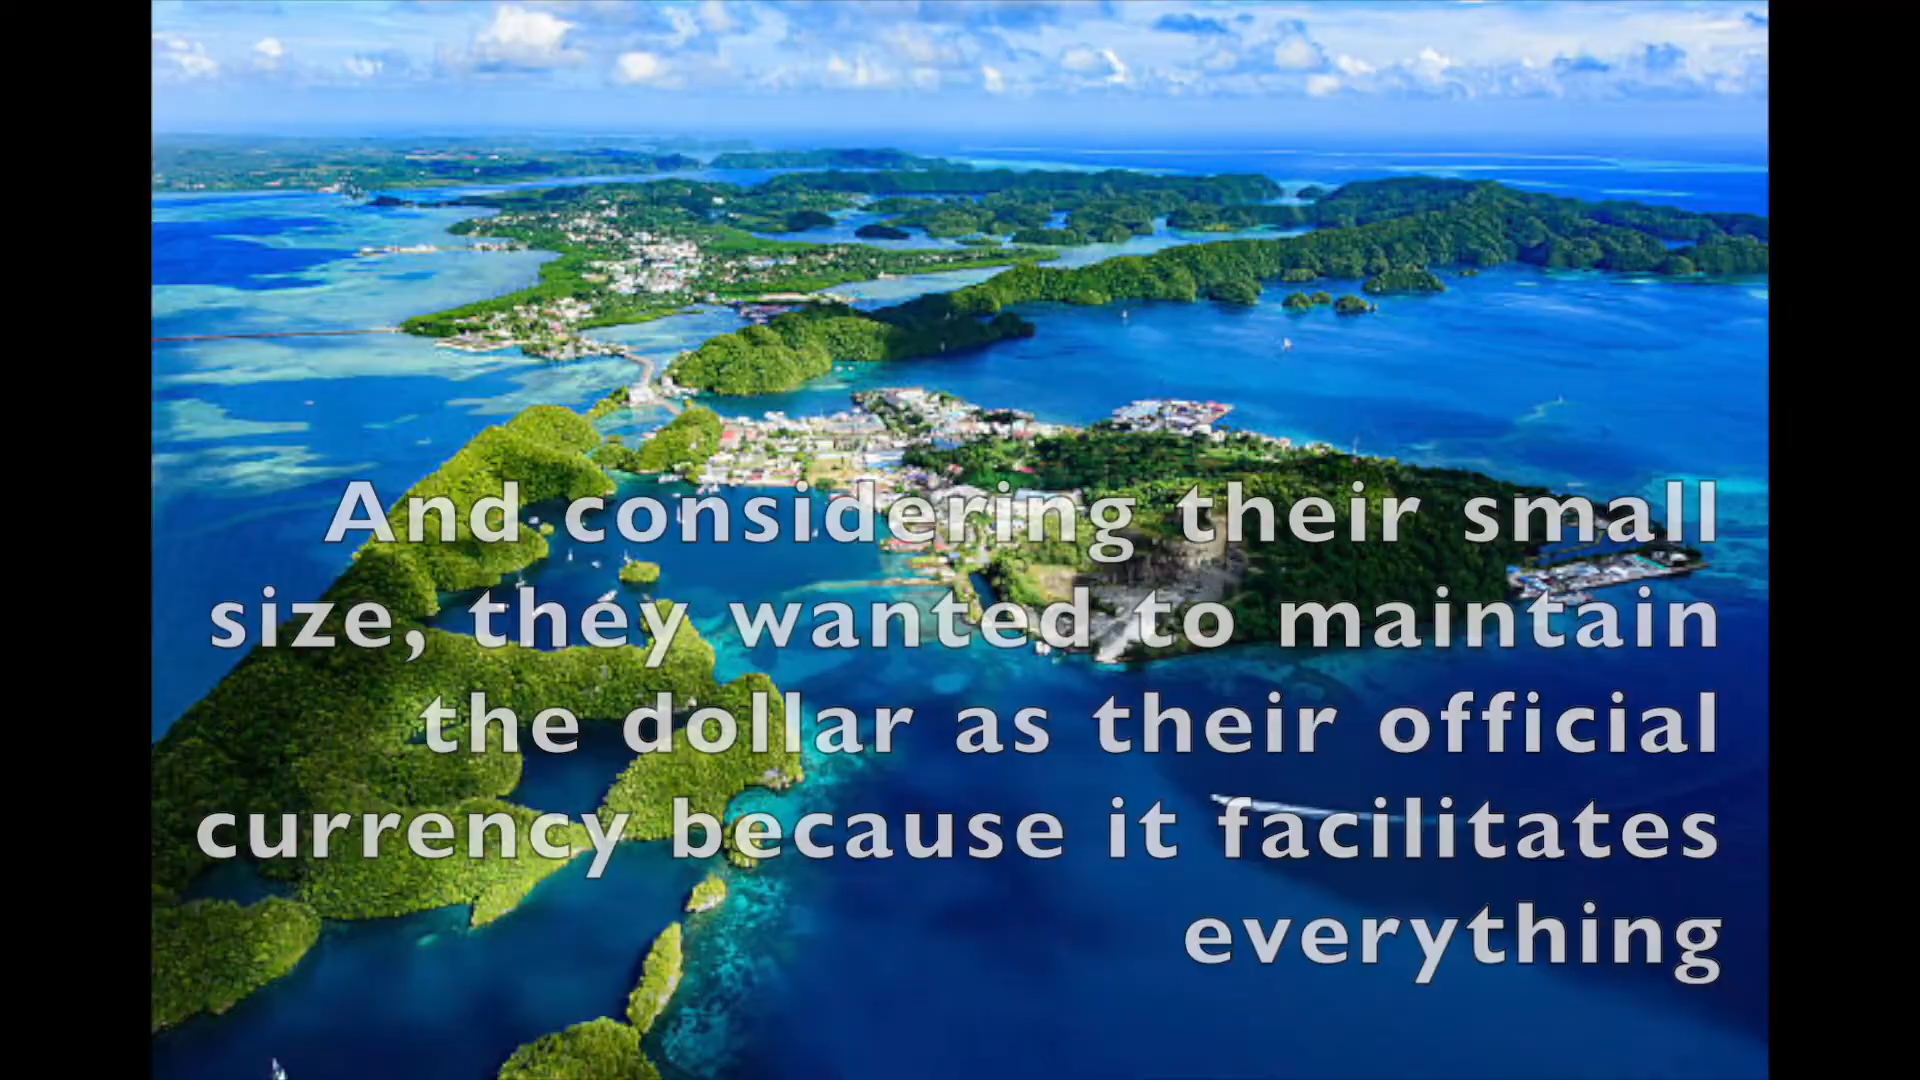 And considering their small
size, they wanted to maintain
the dollar as their official
currency because it facilitates
everything